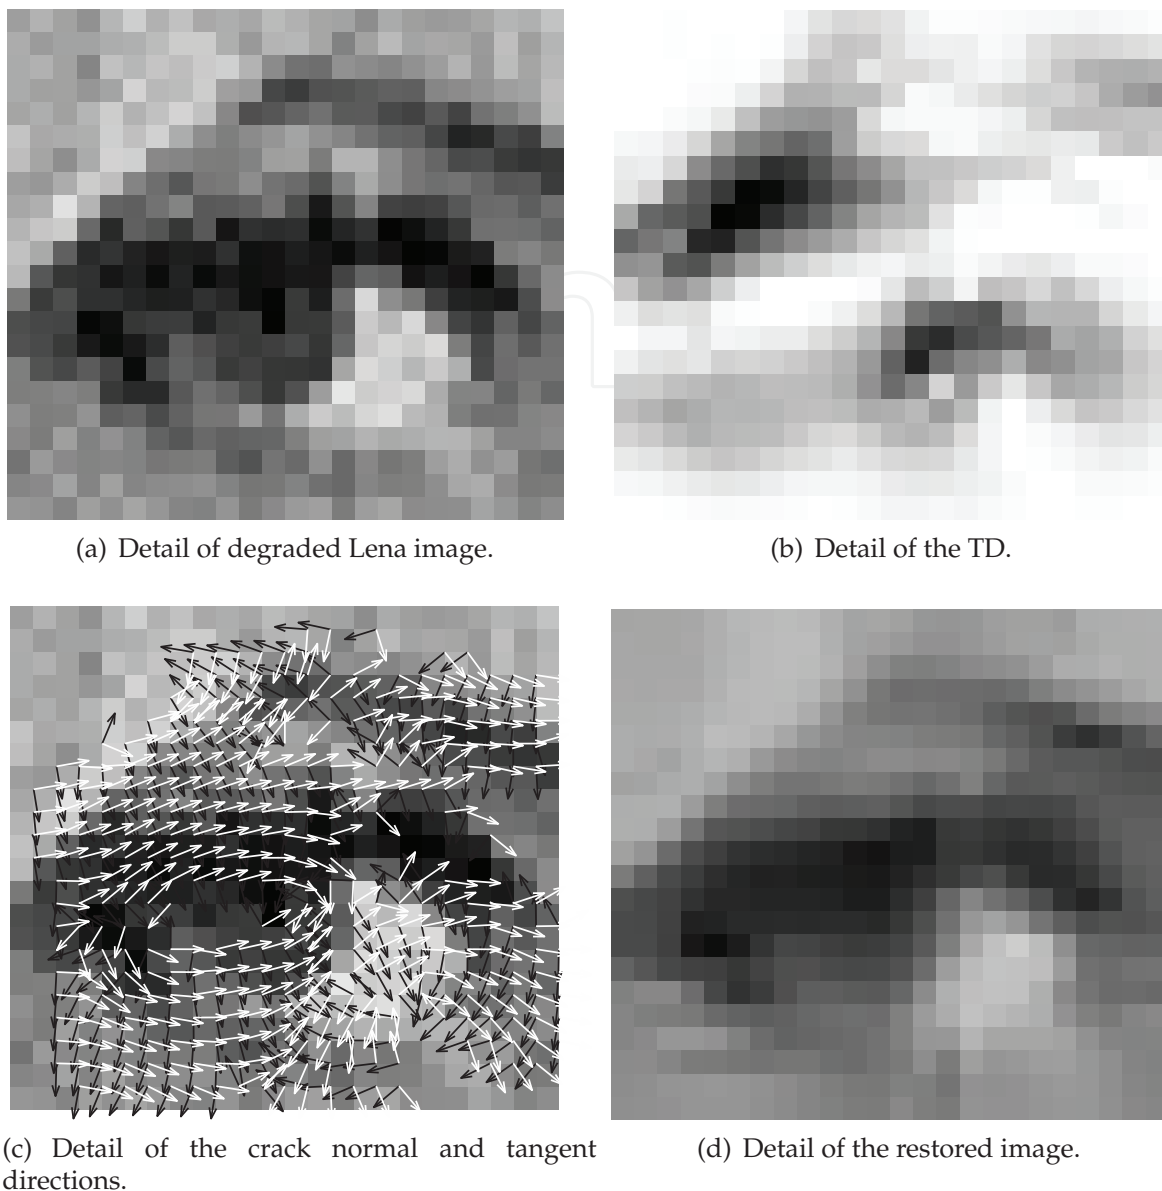 (a) Detail of degraded Lena image.
(b) Detail of the TD.
(c) Detail of the crack normal and tangent
directions.
(d) Detail of the restored image.